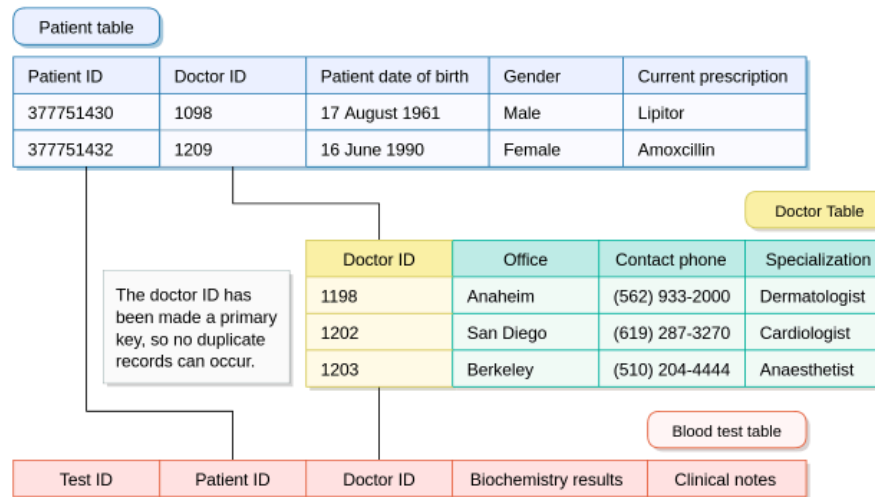 Patient table
Patient ID Doctor ID Patient date of birth Gender Current prescription
377751430 1098 17 August 1961 Male Lipitor
377751432 1209 16 June 1990 Female Amoxcillin
Doctor Table
Doctor ID Office Contact phone Specialization
The doctor ID has
been made a primary
key, so no duplicate
records can occur.
1198 Anaheim (562) 933-2000 Dermatologist
1202 San Diego (619) 287-3270 Cardiologist
1203 Berkeley (510) 204-4444 Anaesthetist
Blood test table
Test ID Patient ID Doctor ID Biochemistry results Clinical notes